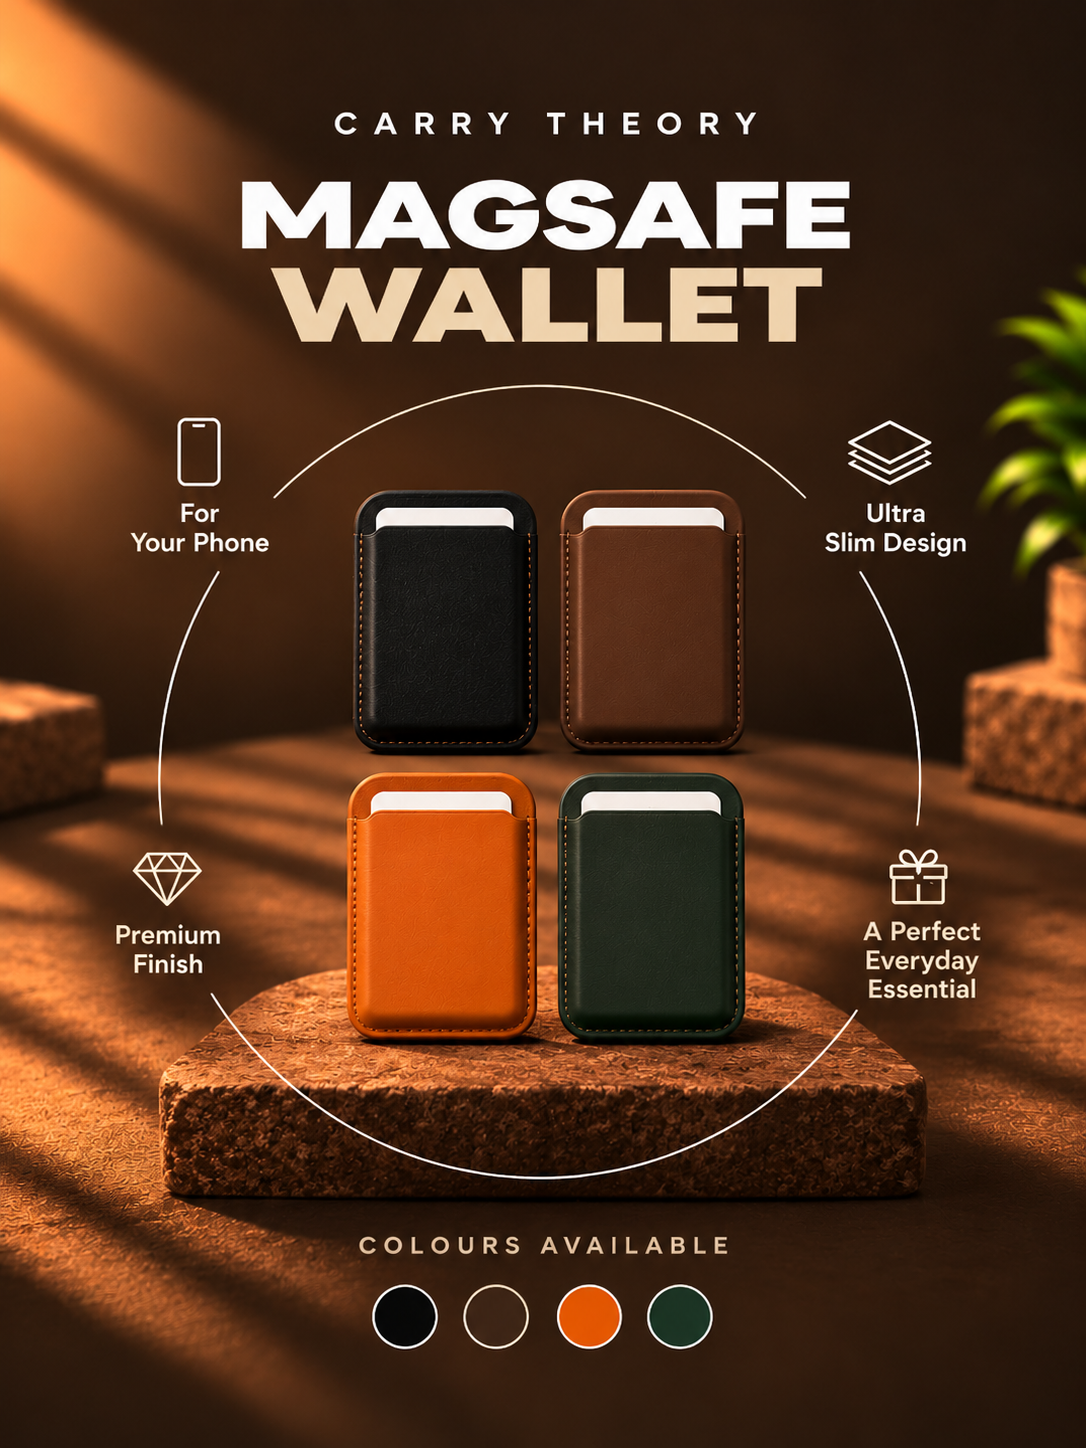 CARRY THEORY
MAGSAFE
WALLET
For
Your Phone
Ultra
Slim Design
Premium
Finish
A Perfect
Everyday
Essential
COLOURS AVAILABLE